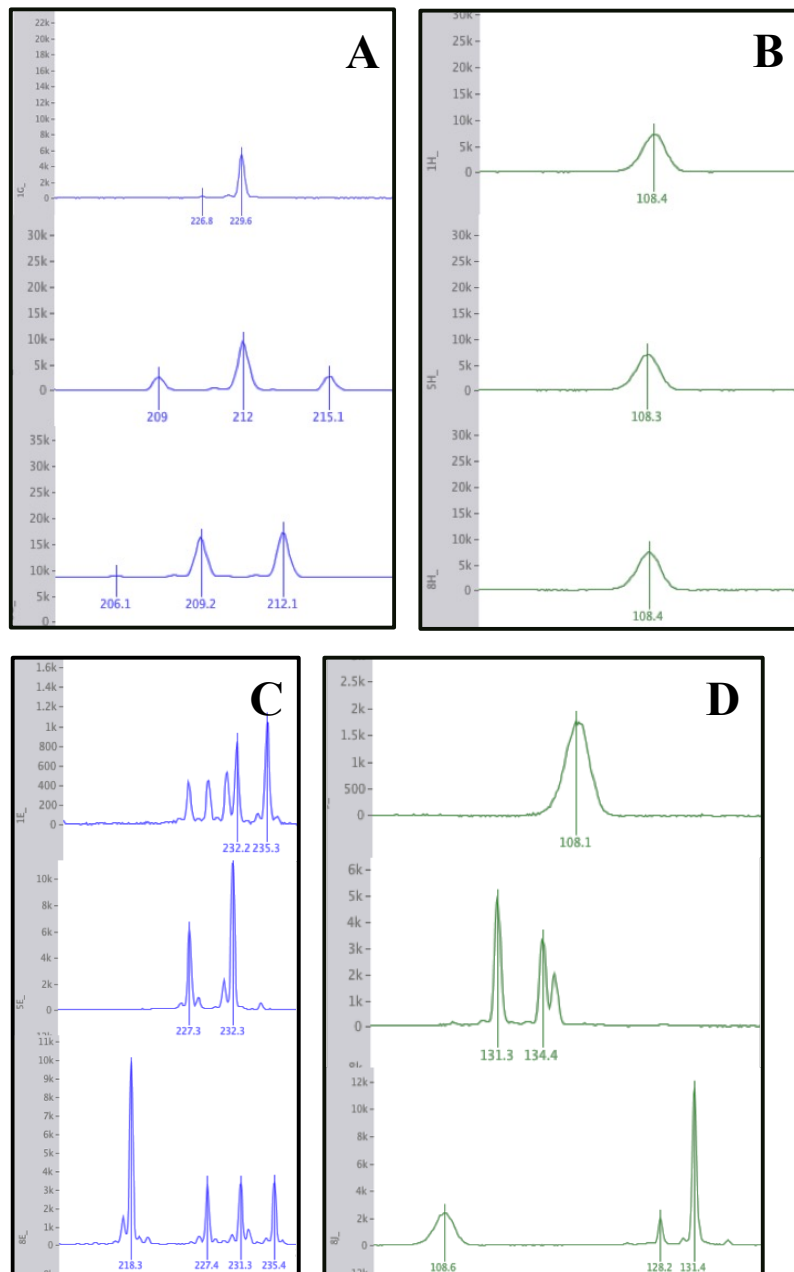 A
22k
20k
18k
16k
14k
12k
10k
8k
6k
4k
2k
0
1G_
226.8 229.6
30k
25k
20k
15k
10k
5k
0
209 212 215.1
35k
30k
25k
20k
15k
10k
5k
0
206.1 209.2 212.1
B
30k
25k
20k
15k
10k
5k
0
1H_
108.4
30k
25k
20k
15k
10k
5k
0
5H_
108.3
30k
25k
20k
15k
10k
5k
0
8H_
108.4
C
1.6k
1.4k
1.2k
1k
800
600
400
200
0
1E_
232.2 235.3
10k
8k
6k
4k
2k
0
5E_
227.3 232.3
11k
10k
9k
8k
7k
6k
5k
4k
3k
2k
1k
0
8E_
218.3 227.4 231.3 235.4
D
2.5k
2k
1.5k
1k
500
0
108.1
6k
5k
4k
3k
2k
1k
0
131.3 134.4
12k
10k
8k
6k
4k
2k
0
8J_
108.6 128.2 131.4